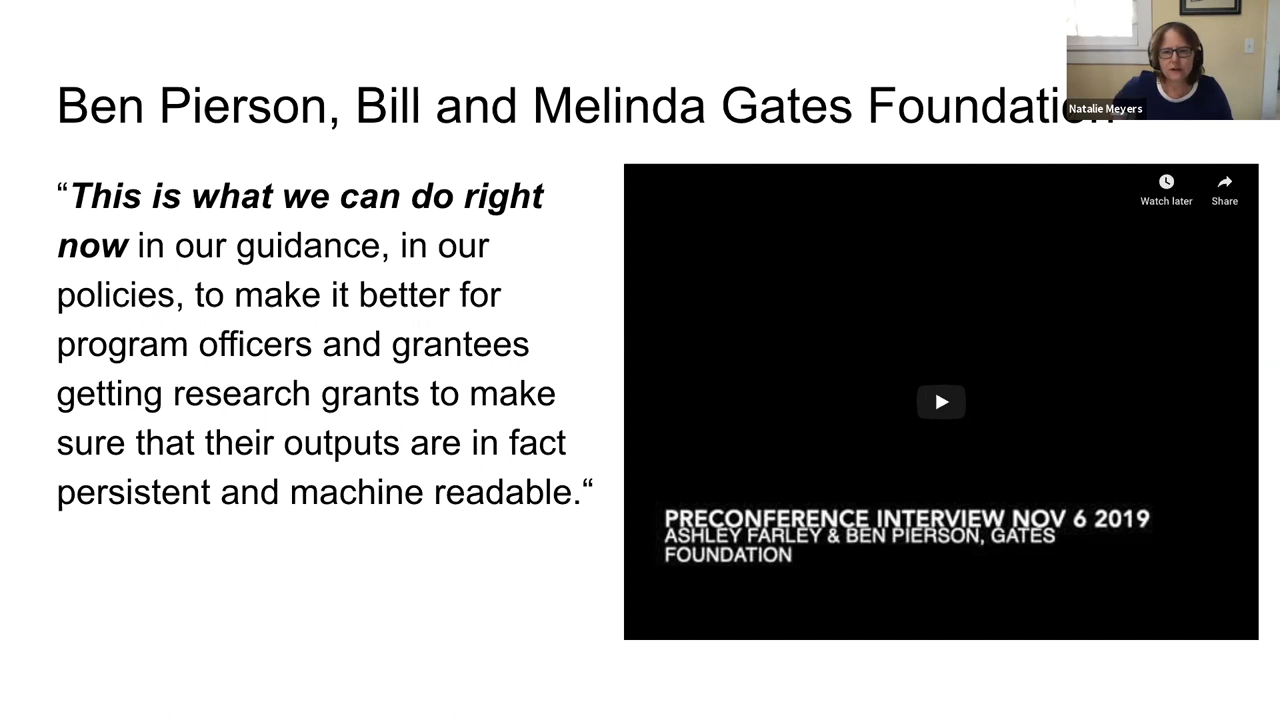 Ben Pierson, Bill and Melinda Gates Foundation
Natalie Meyers
“This is what we can do right
now in our guidance, in our
policies, to make it better for
program officers and grantees
getting research grants to make
sure that their outputs are in fact
persistent and machine readable.“
Watch later
Share
PRECONFERENCE INTERVIEW NOV 6 2019
ASHLEY FARLEY & BEN PIERSON, GATES
FOUNDATION